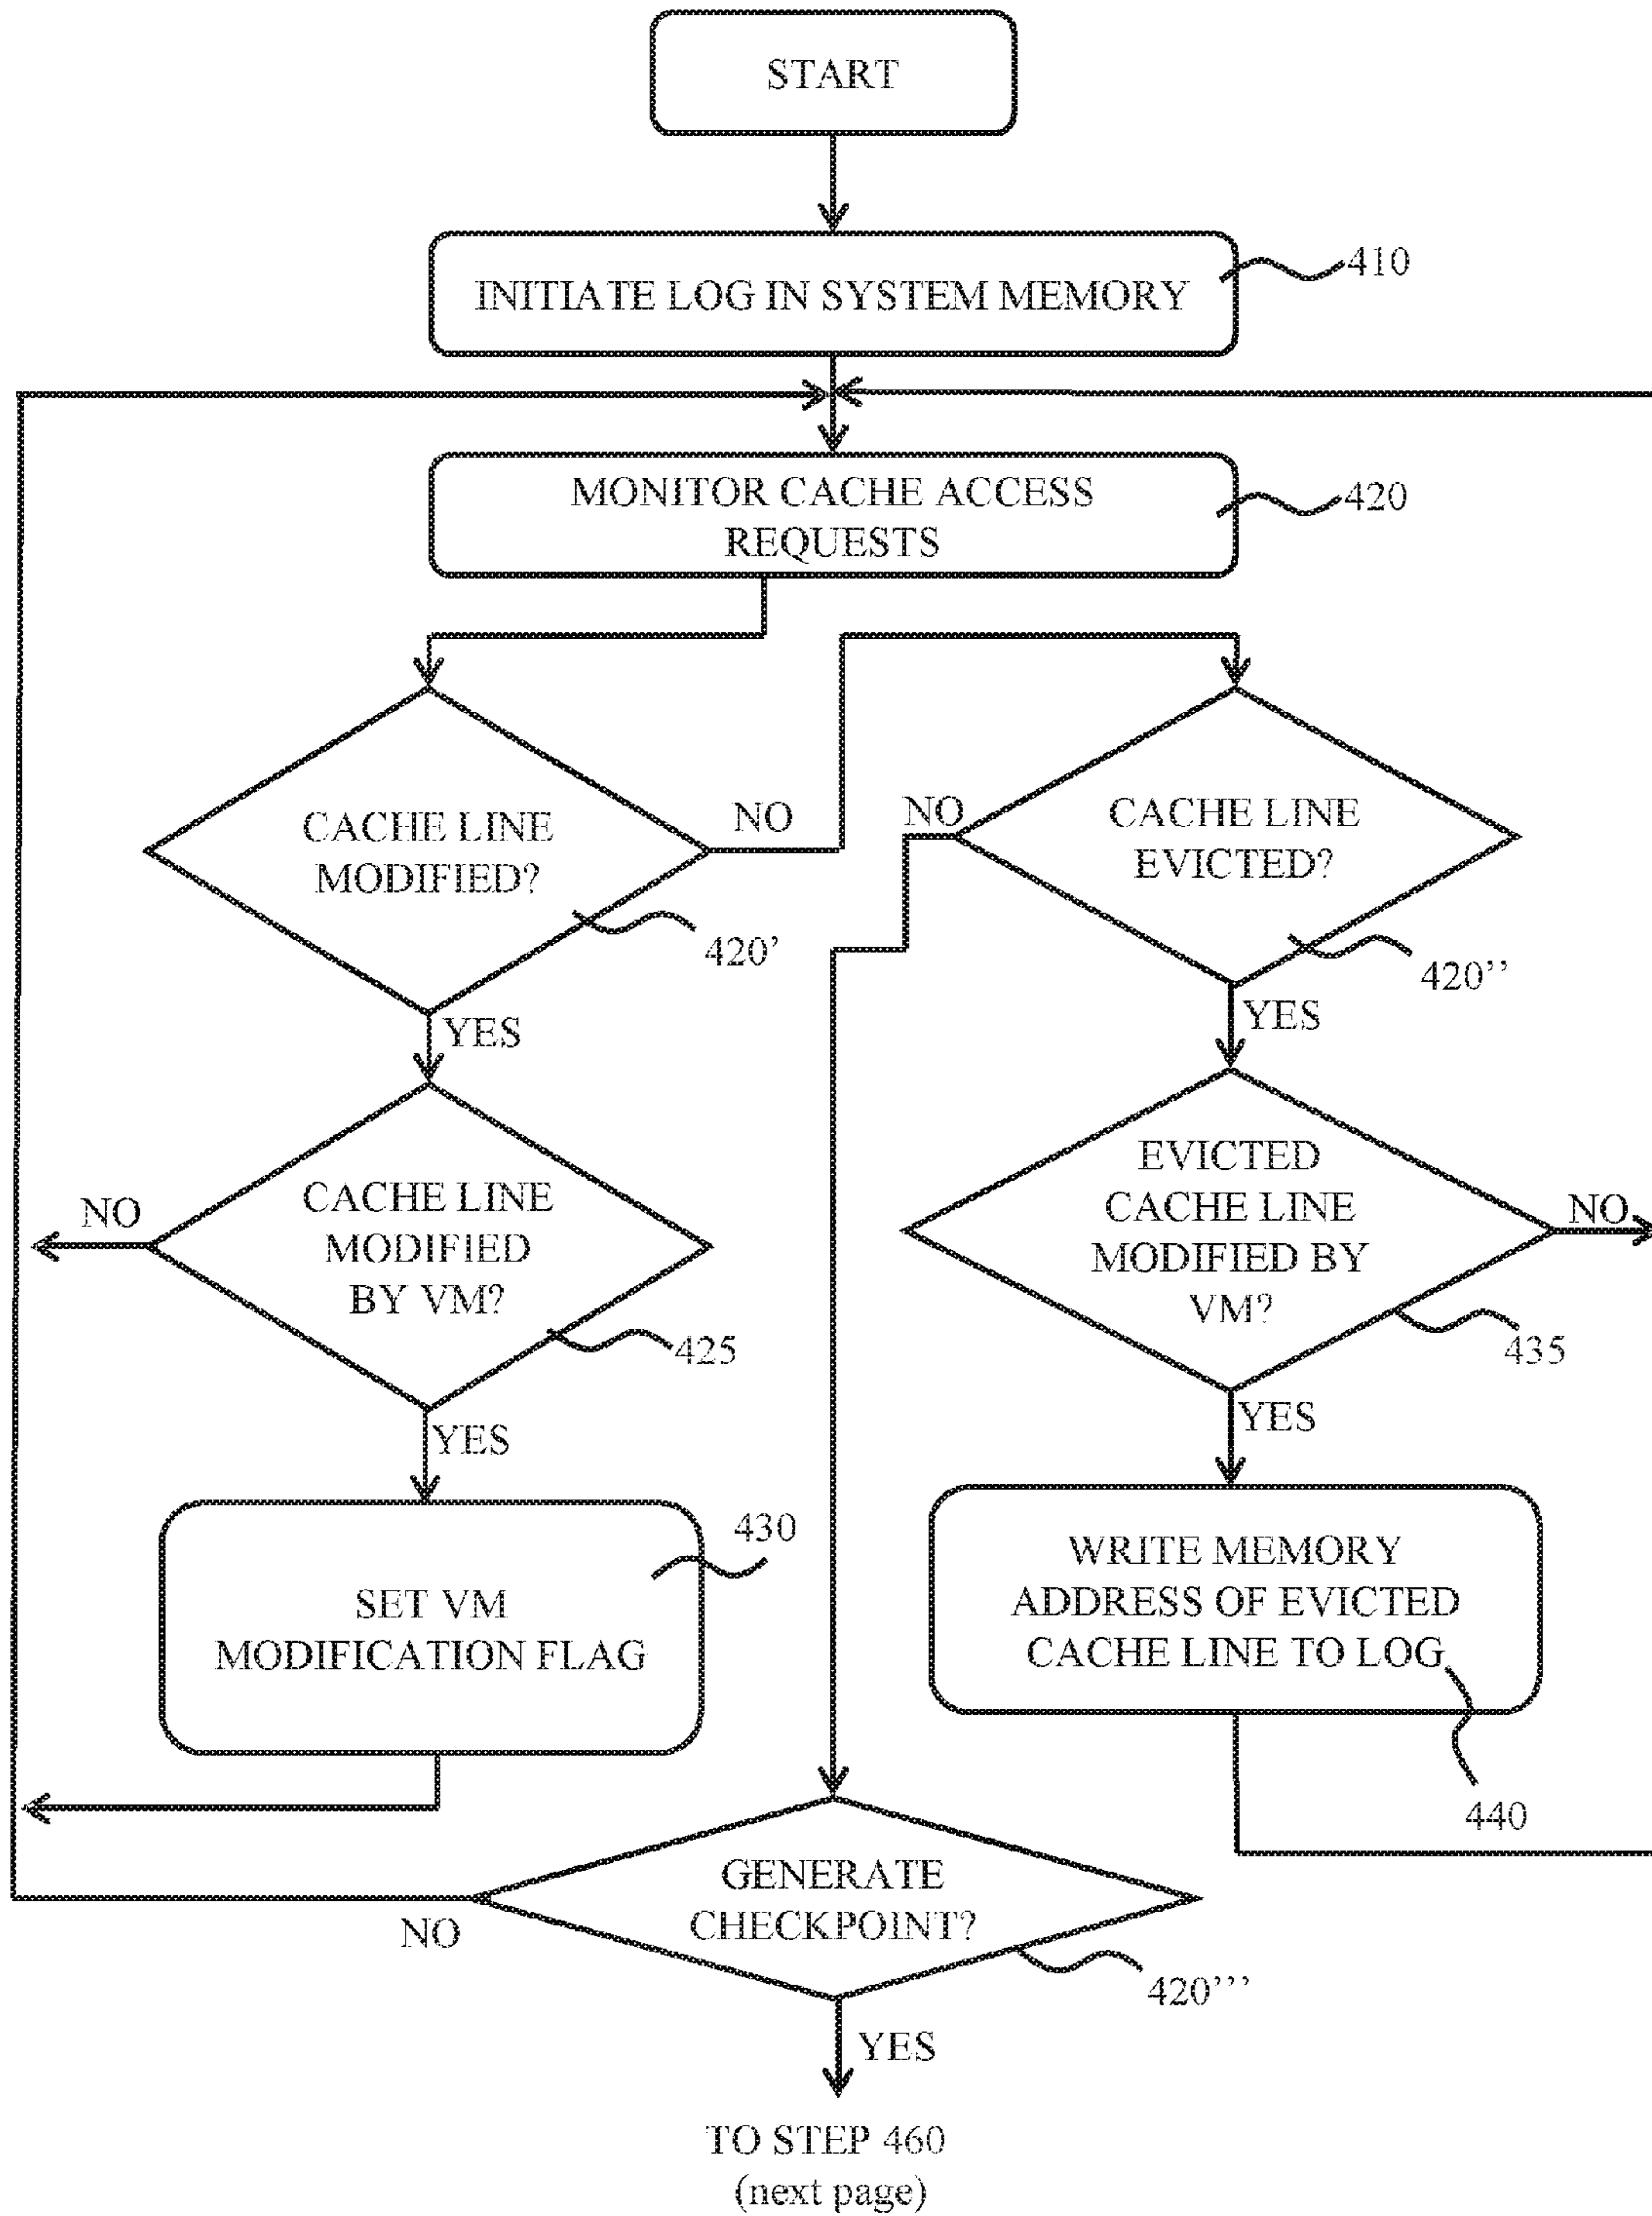 START
INITIATE LOG IN SYSTEM MEMORY
410
MONITOR CACHE ACCESS
REQUESTS
420
CACHE LINE
MODIFIED?
NO
420'
YES
NO
CACHE LINE
EVICTED?
420''
YES
CACHE LINE
MODIFIED
BY VM?
NO
425
YES
EVICTED
CACHE LINE
MODIFIED BY
VM?
NO
435
YES
SET VM
MODIFICATION FLAG
430
WRITE MEMORY
ADDRESS OF EVICTED
CACHE LINE TO LOG
440
GENERATE
CHECKPOINT?
NO
420'''
YES
TO STEP 460
(next page)